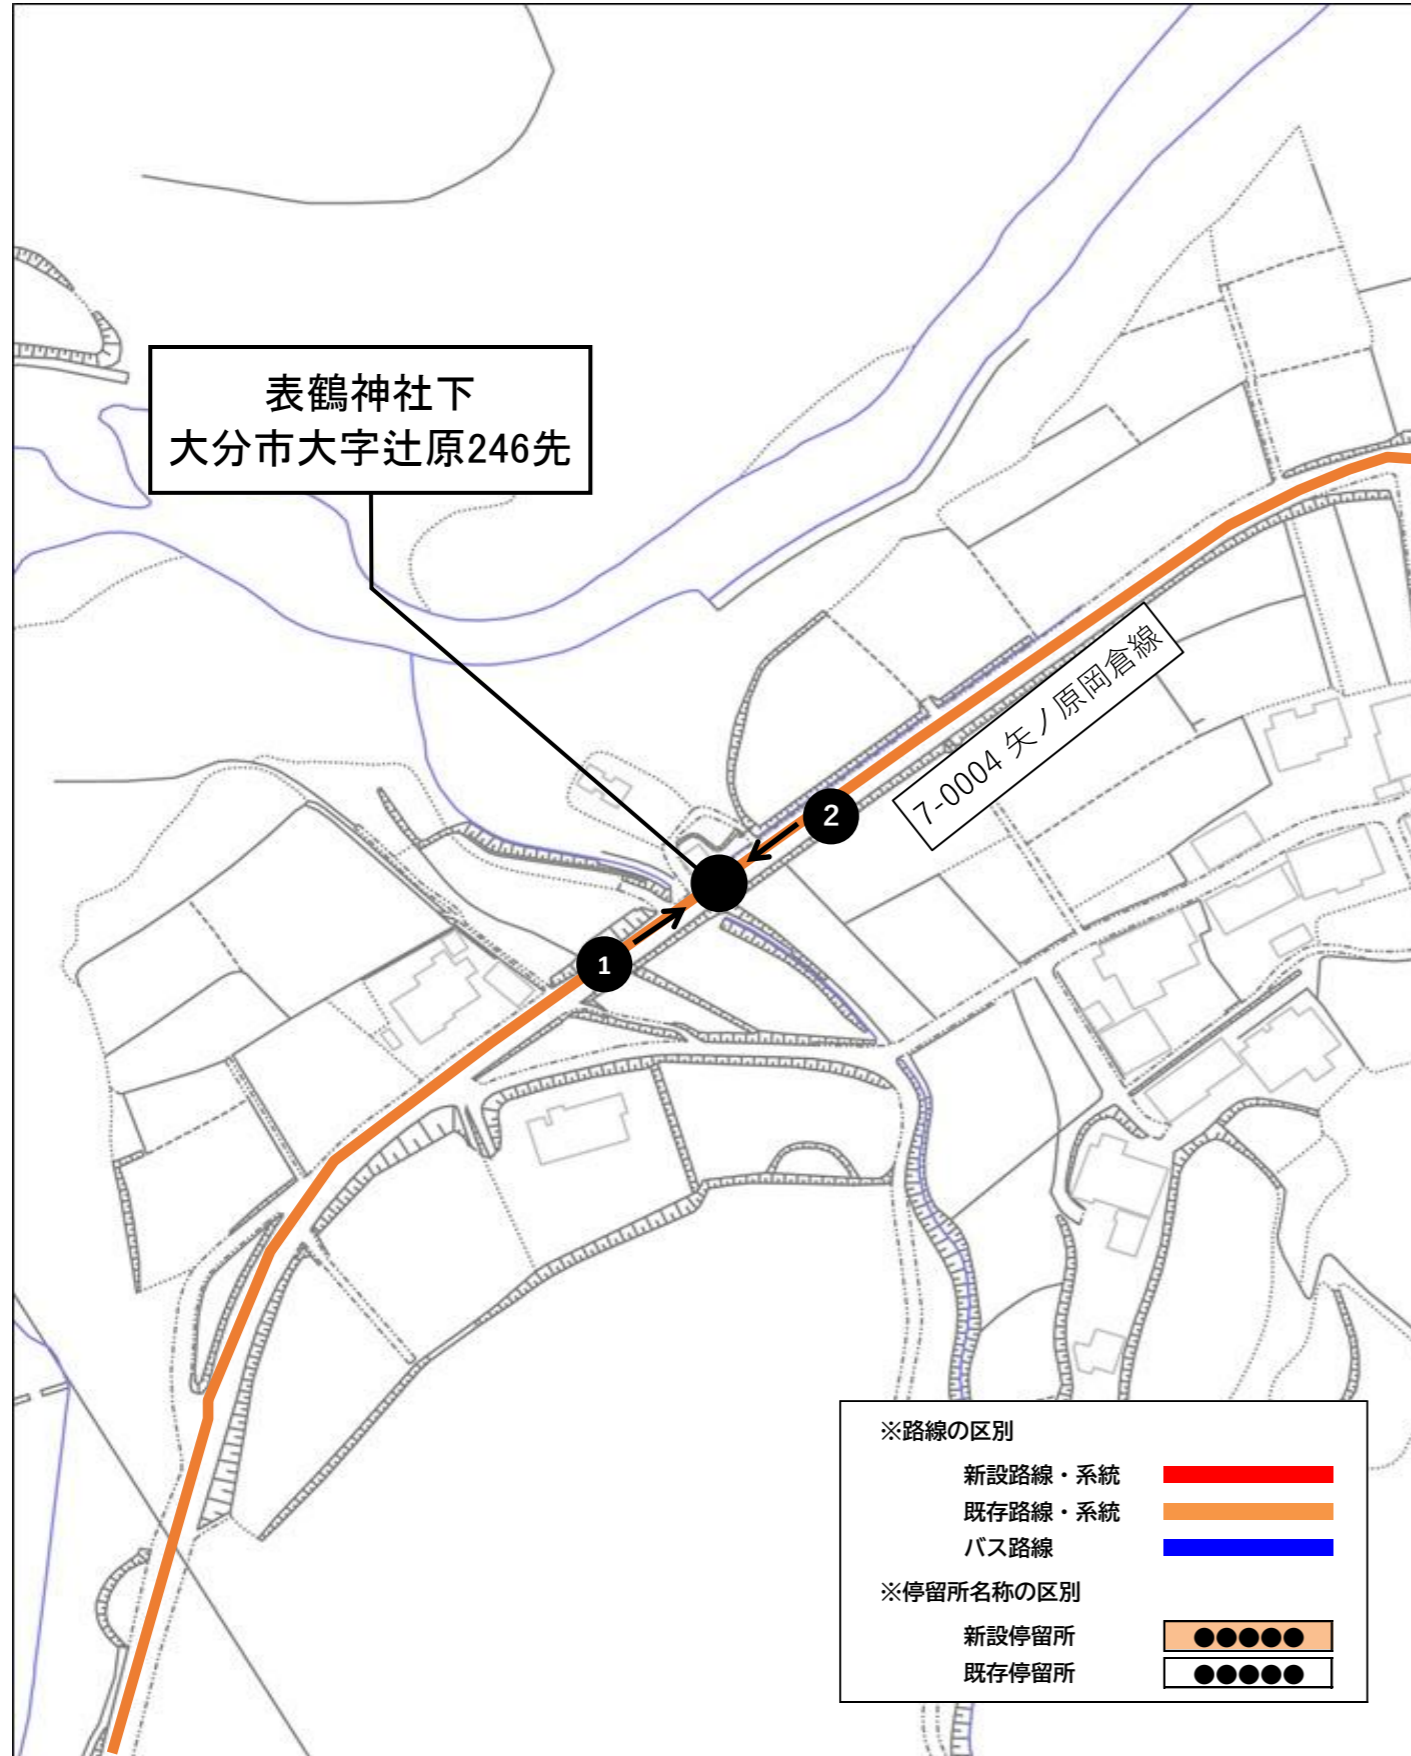 表鶴神社下
大分市大字辻原246先
7-0004 矢ノ原岡倉線
2
1
※路線の区別
新設路線・系統
既存路線・系統
バス路線
※停留所名称の区別
新設停留所 ●●●●●
既存停留所 ●●●●●